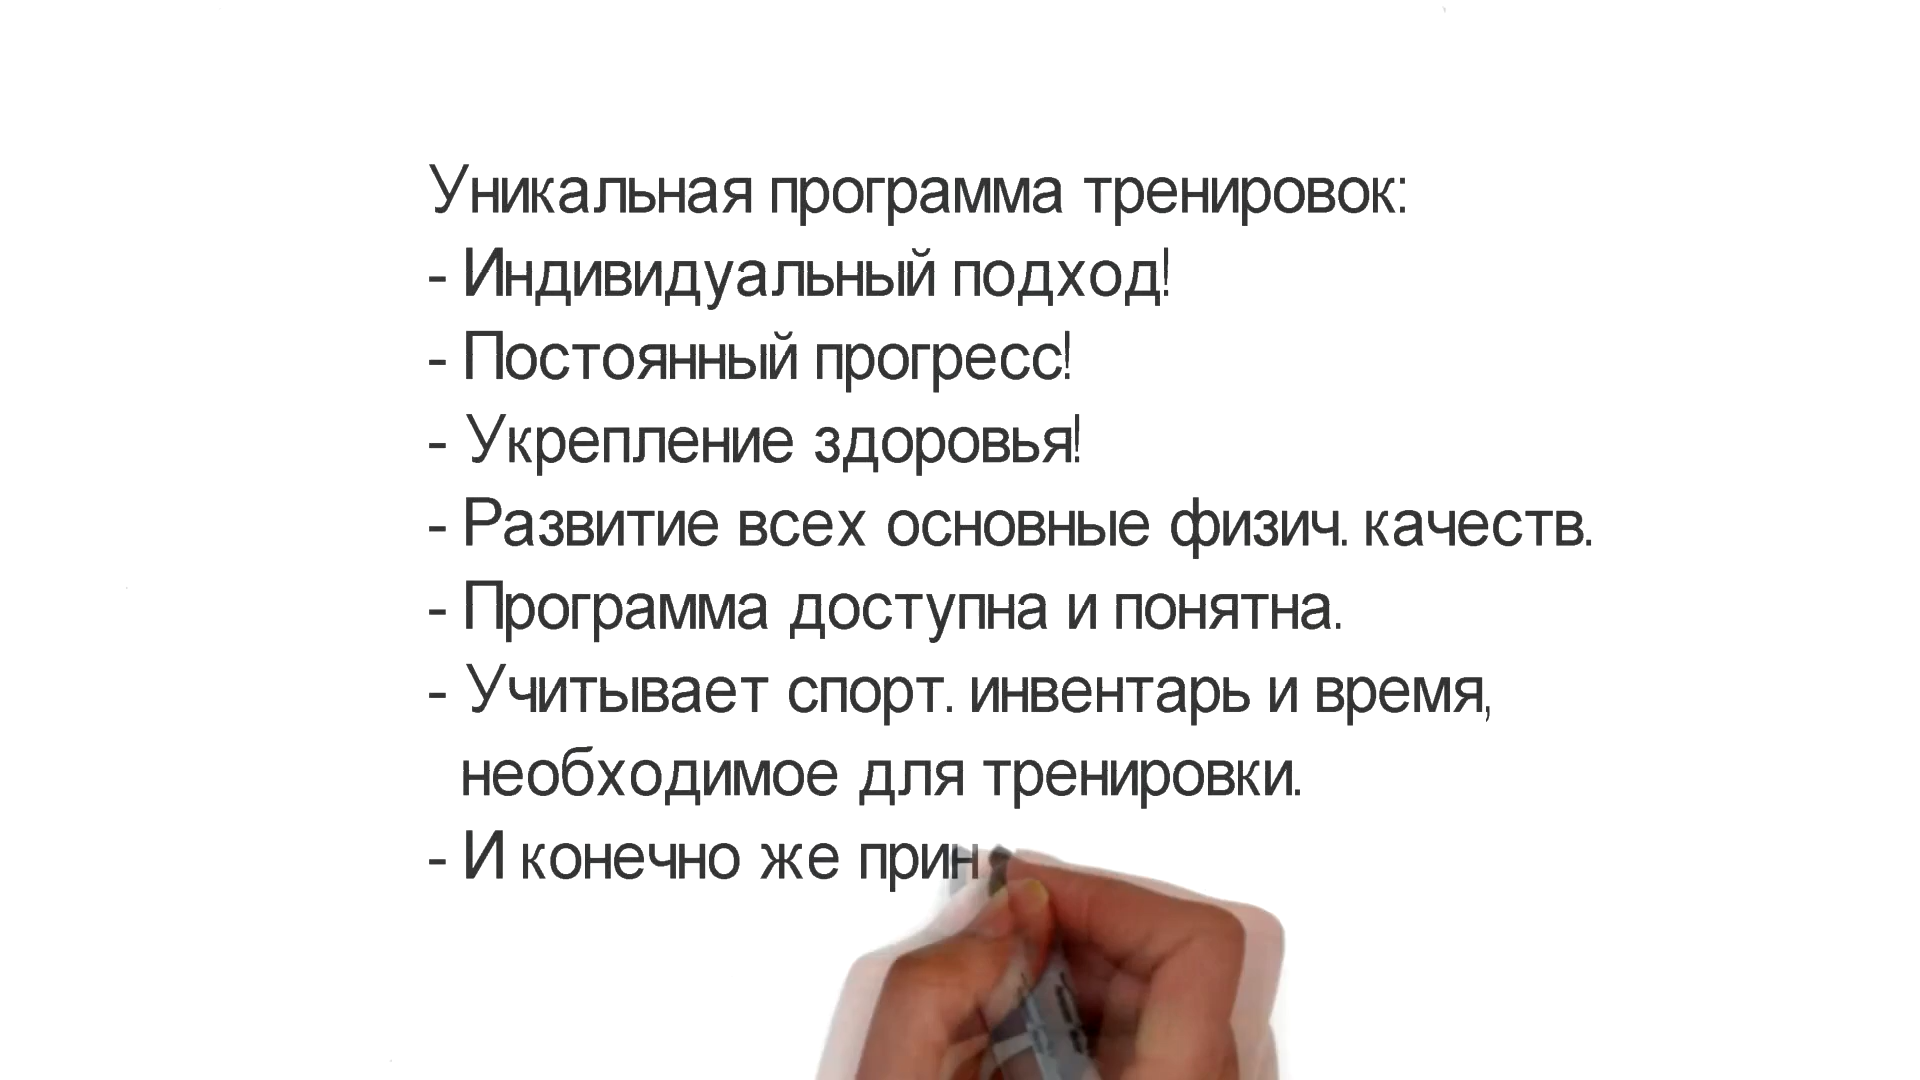 Уникальная программа тренировок:
- Индивидуальный подход!
- Постоянный прогресс!
- Укрепление здоровья!
- Развитие всех основные физич. качеств.
- Программа доступна и понятна.
- Учитывает спорт. инвентарь и время,
необходимое для тренировки.
- И конечно же прин